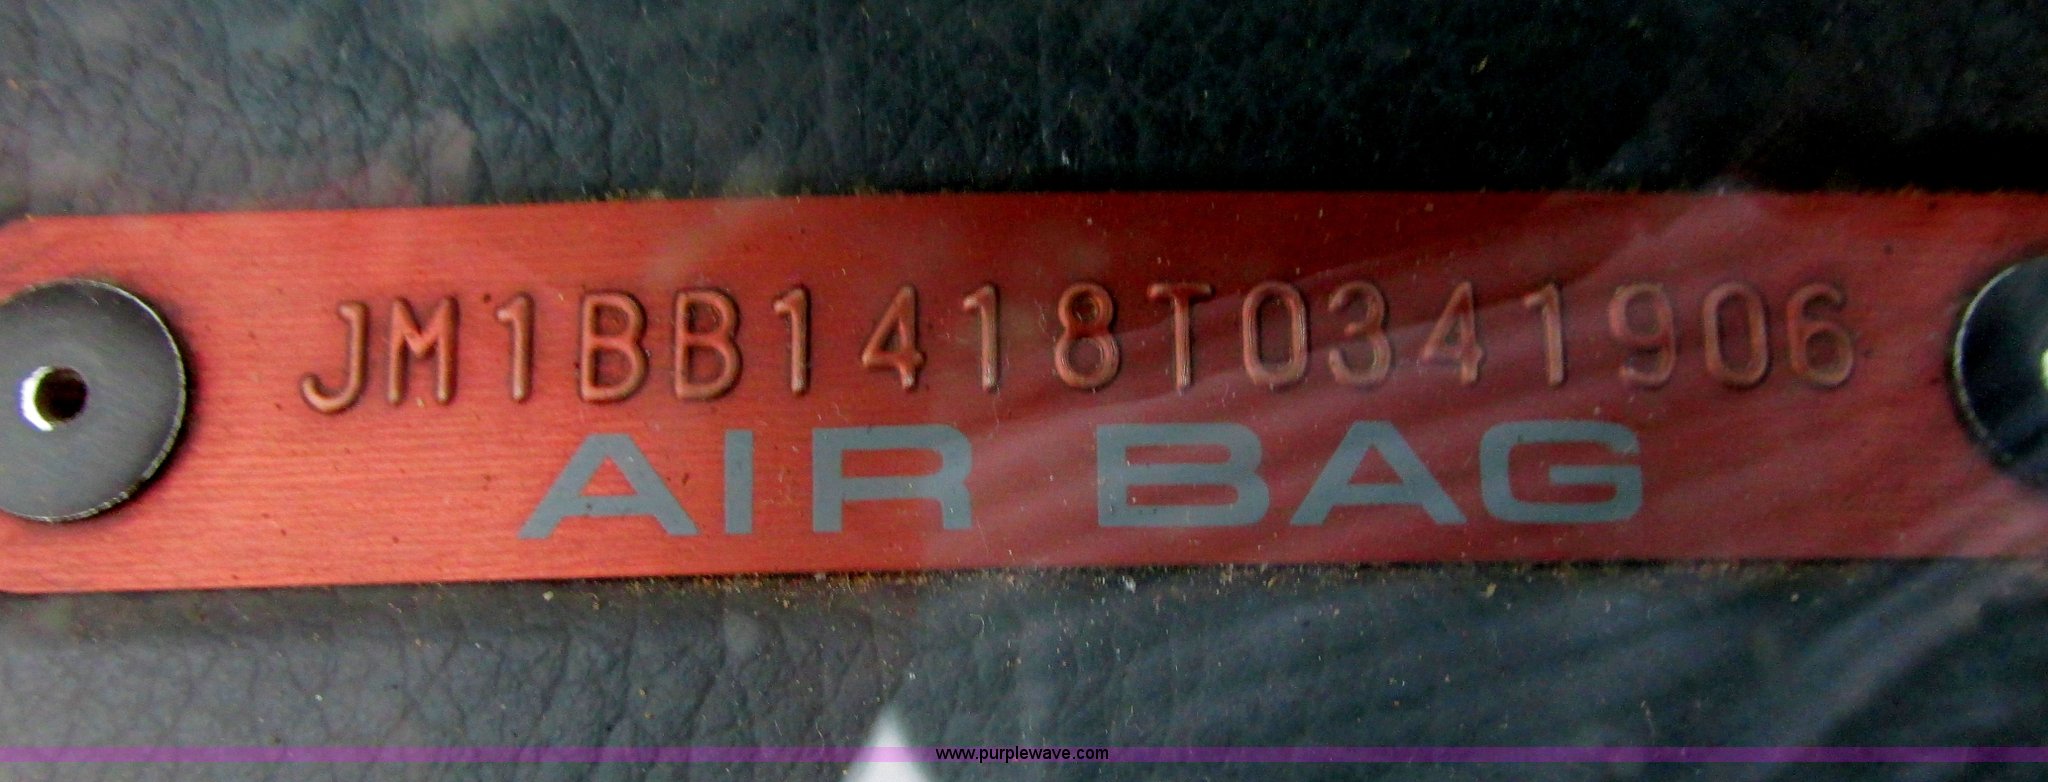 JM1BB1418T0341906
AIR BAG
www.purplewave.com